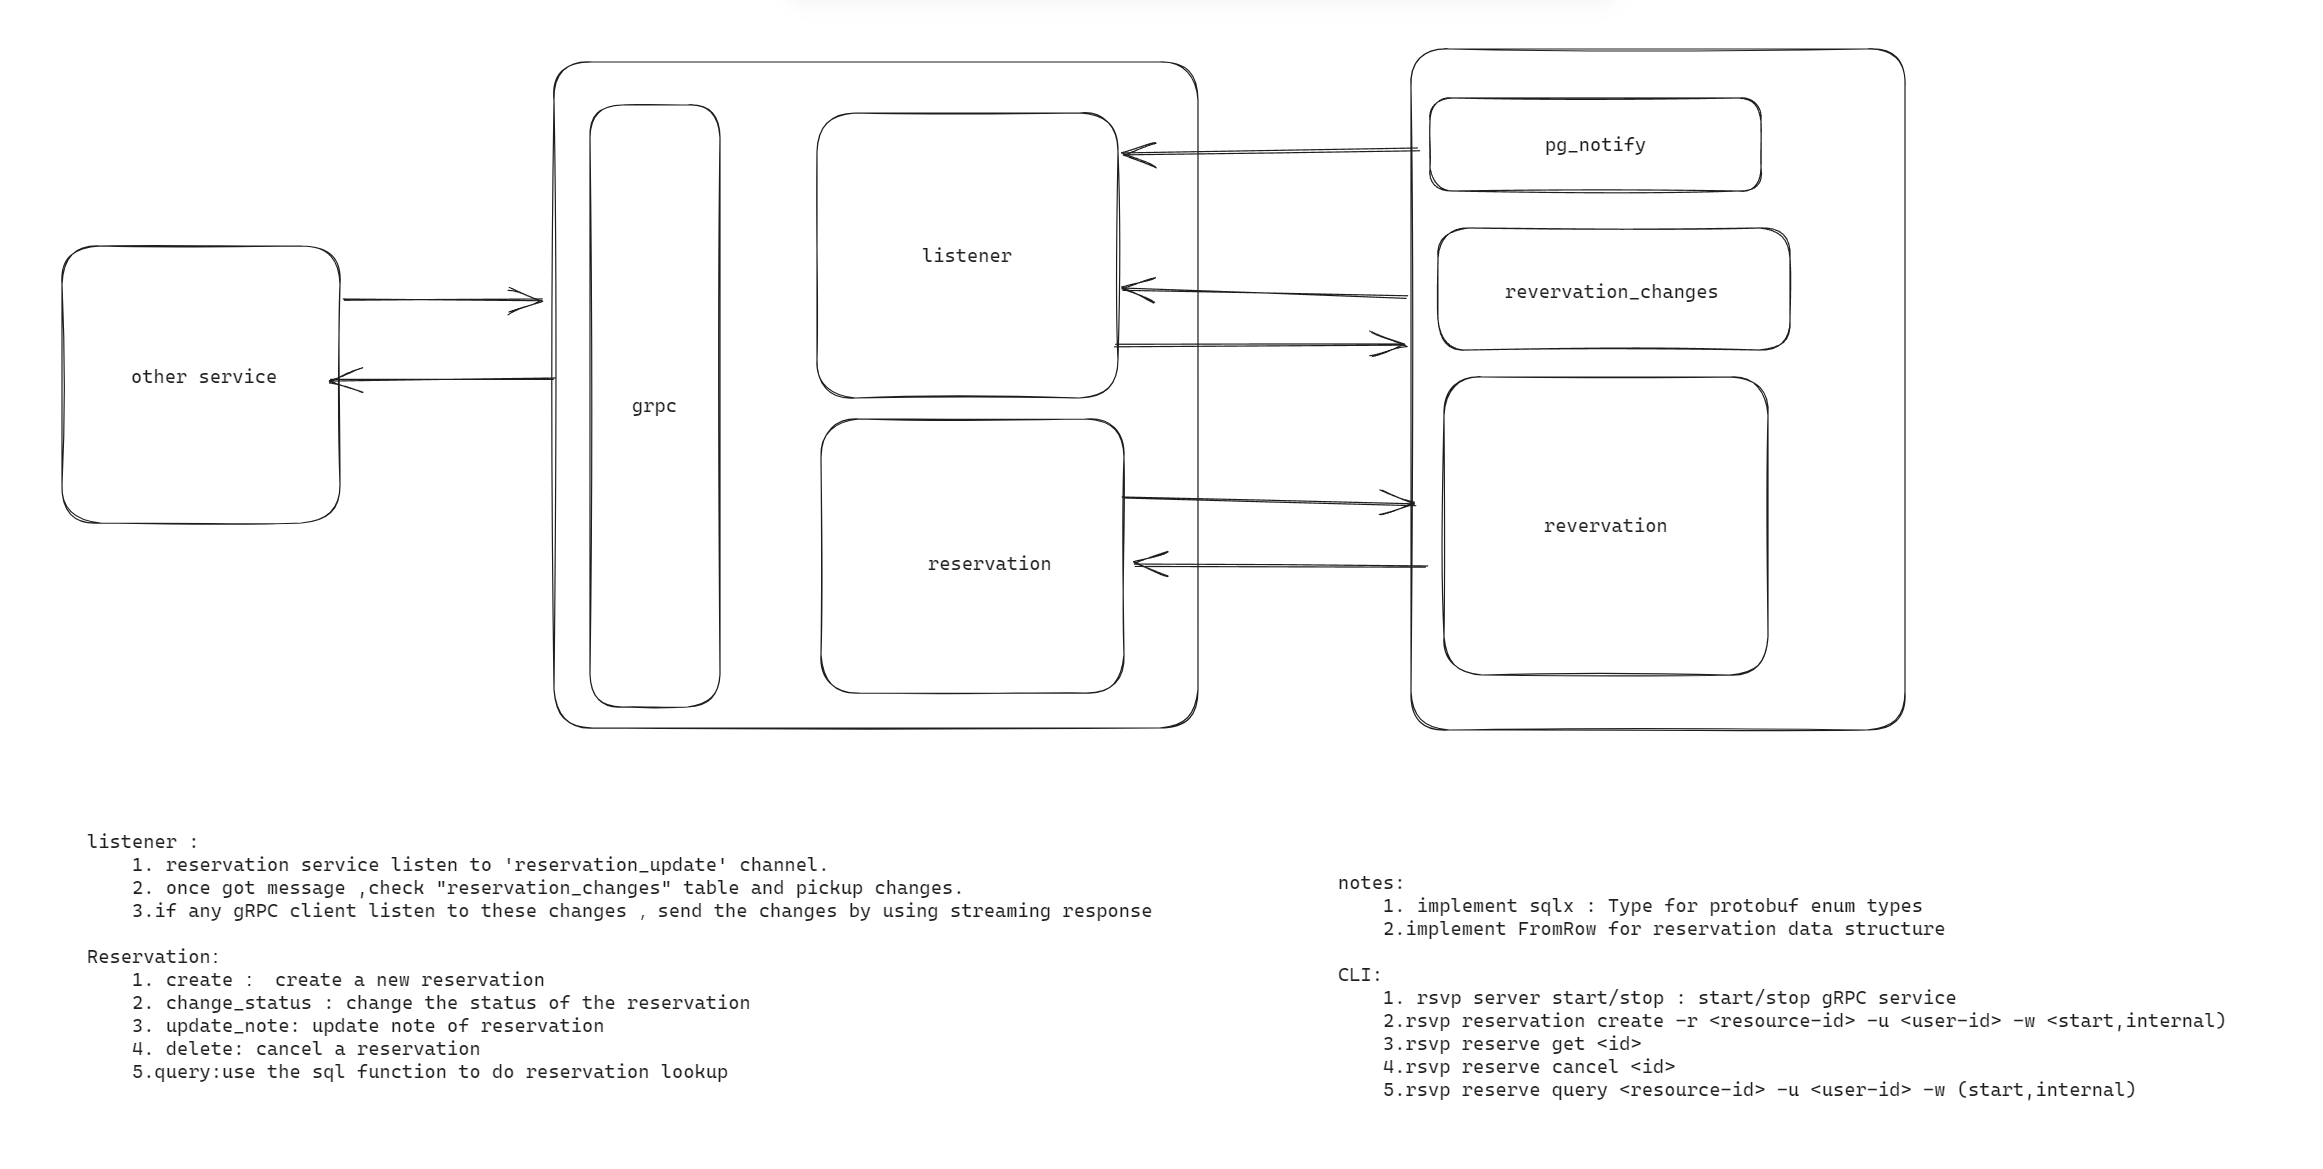 pg_notify
listener
revervation_changes
other service
grpc
revervation
reservation
listener :
1. reservation service listen to 'reservation_update' channel.
2. once got message ,check "reservation_changes" table and pickup changes.
3.if any gRPC client listen to these changes , send the changes by using streaming response
Reservation:
1. create :  create a new reservation
2. change_status : change the status of the reservation
3. update_note: update note of reservation
4. delete: cancel a reservation
5.query:use the sql function to do reservation lookup
notes:
1. implement sqlx : Type for protobuf enum types
2.implement FromRow for reservation data structure
CLI:
1. rsvp server start/stop : start/stop gRPC service
2.rsvp reservation create -r <resource-id> -u <user-id> -w <start,internal)
3.rsvp reserve get <id>
4.rsvp reserve cancel <id>
5.rsvp reserve query <resource-id> -u <user-id> -w (start,internal)